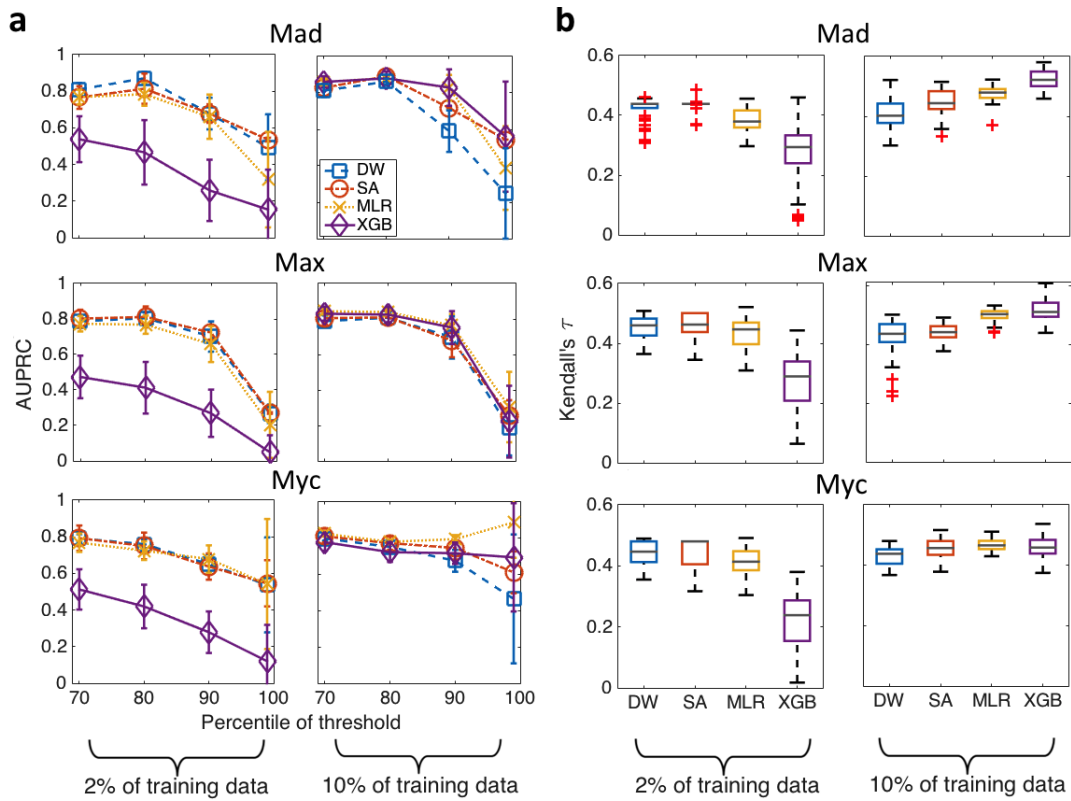 a
Mad
1
0.8
0.6
0.4
0.2
0
DW
SA
MLR
XGB
Max
AUPRC
1
0.8
0.6
0.4
0.2
0
Myc
1
0.8
0.6
0.4
0.2
0
70 80 90 100 70 80 90 100
Percentile of threshold
2% of training data 10% of training data
b
Mad
0.6
0.4
0.2
0
Max
Kendall's τ
0.6
0.4
0.2
0
Myc
0.6
0.4
0.2
0
DW SA MLR XGB DW SA MLR XGB
2% of training data 10% of training data